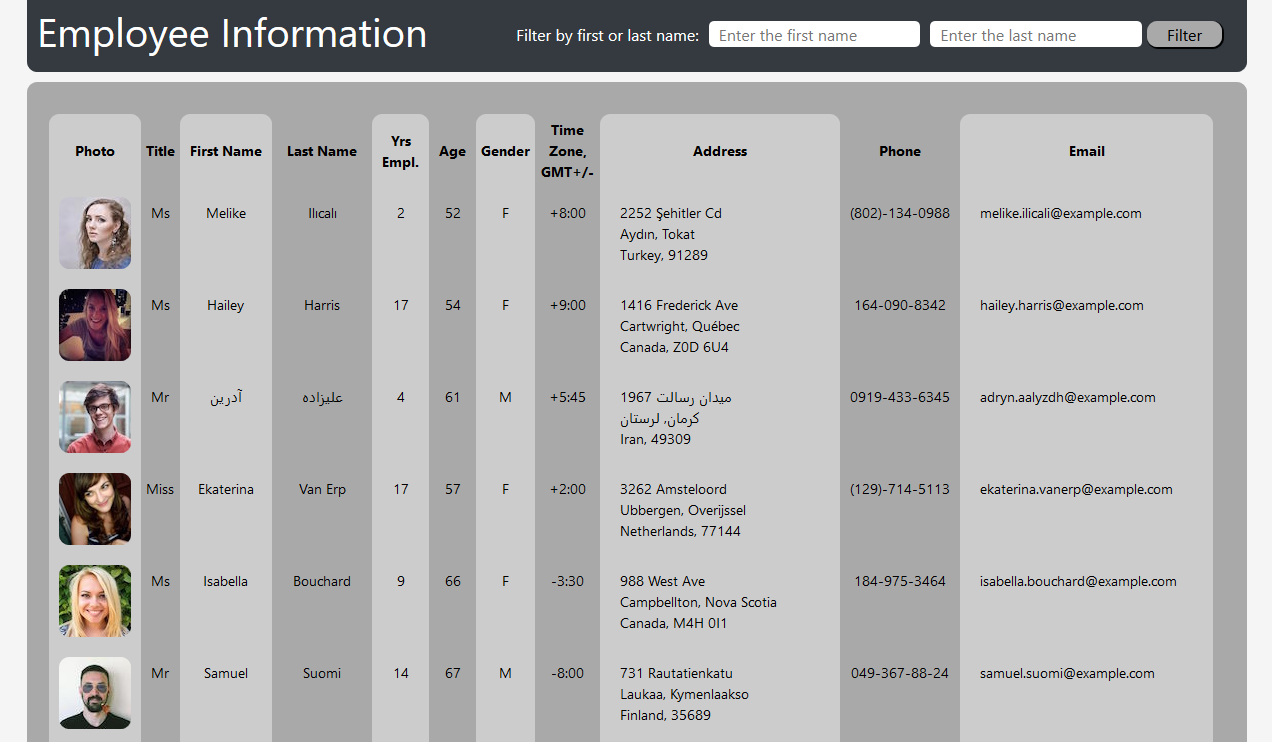 Employee Information
Filter by first or last name: Enter the first name Enter the last name Filter
Photo Title First Name Last Name Yrs Empl. Age Gender Time Zone, GMT+/- Address Phone Email
Ms Melike Ilıcalı 2 52 F +8:00 2252 Şehitler Cd (802)-134-0988 melike.ilicali@example.com
Aydın, Tokat
Turkey, 91289
Ms Hailey Harris 17 54 F +9:00 1416 Frederick Ave 164-090-8342 hailey.harris@example.com
Cartwright, Québec
Canada, Z0D 6U4
Mr آدرین علیزاده 4 61 M +5:45 1967 میدان رسالت 0919-433-6345 adryn.aalyzdh@example.com
کرمان, لرستان
Iran, 49309
Miss Ekaterina Van Erp 17 57 F +2:00 3262 Amsteloord (129)-714-5113 ekaterina.vanerp@example.com
Ubbergen, Overijssel
Netherlands, 77144
Ms Isabella Bouchard 9 66 F -3:30 988 West Ave 184-975-3464 isabella.bouchard@example.com
Campbellton, Nova Scotia
Canada, M4H 0I1
Mr Samuel Suomi 14 67 M -8:00 731 Rautatienkatu 049-367-88-24 samuel.suomi@example.com
Laukaa, Kymenlaakso
Finland, 35689